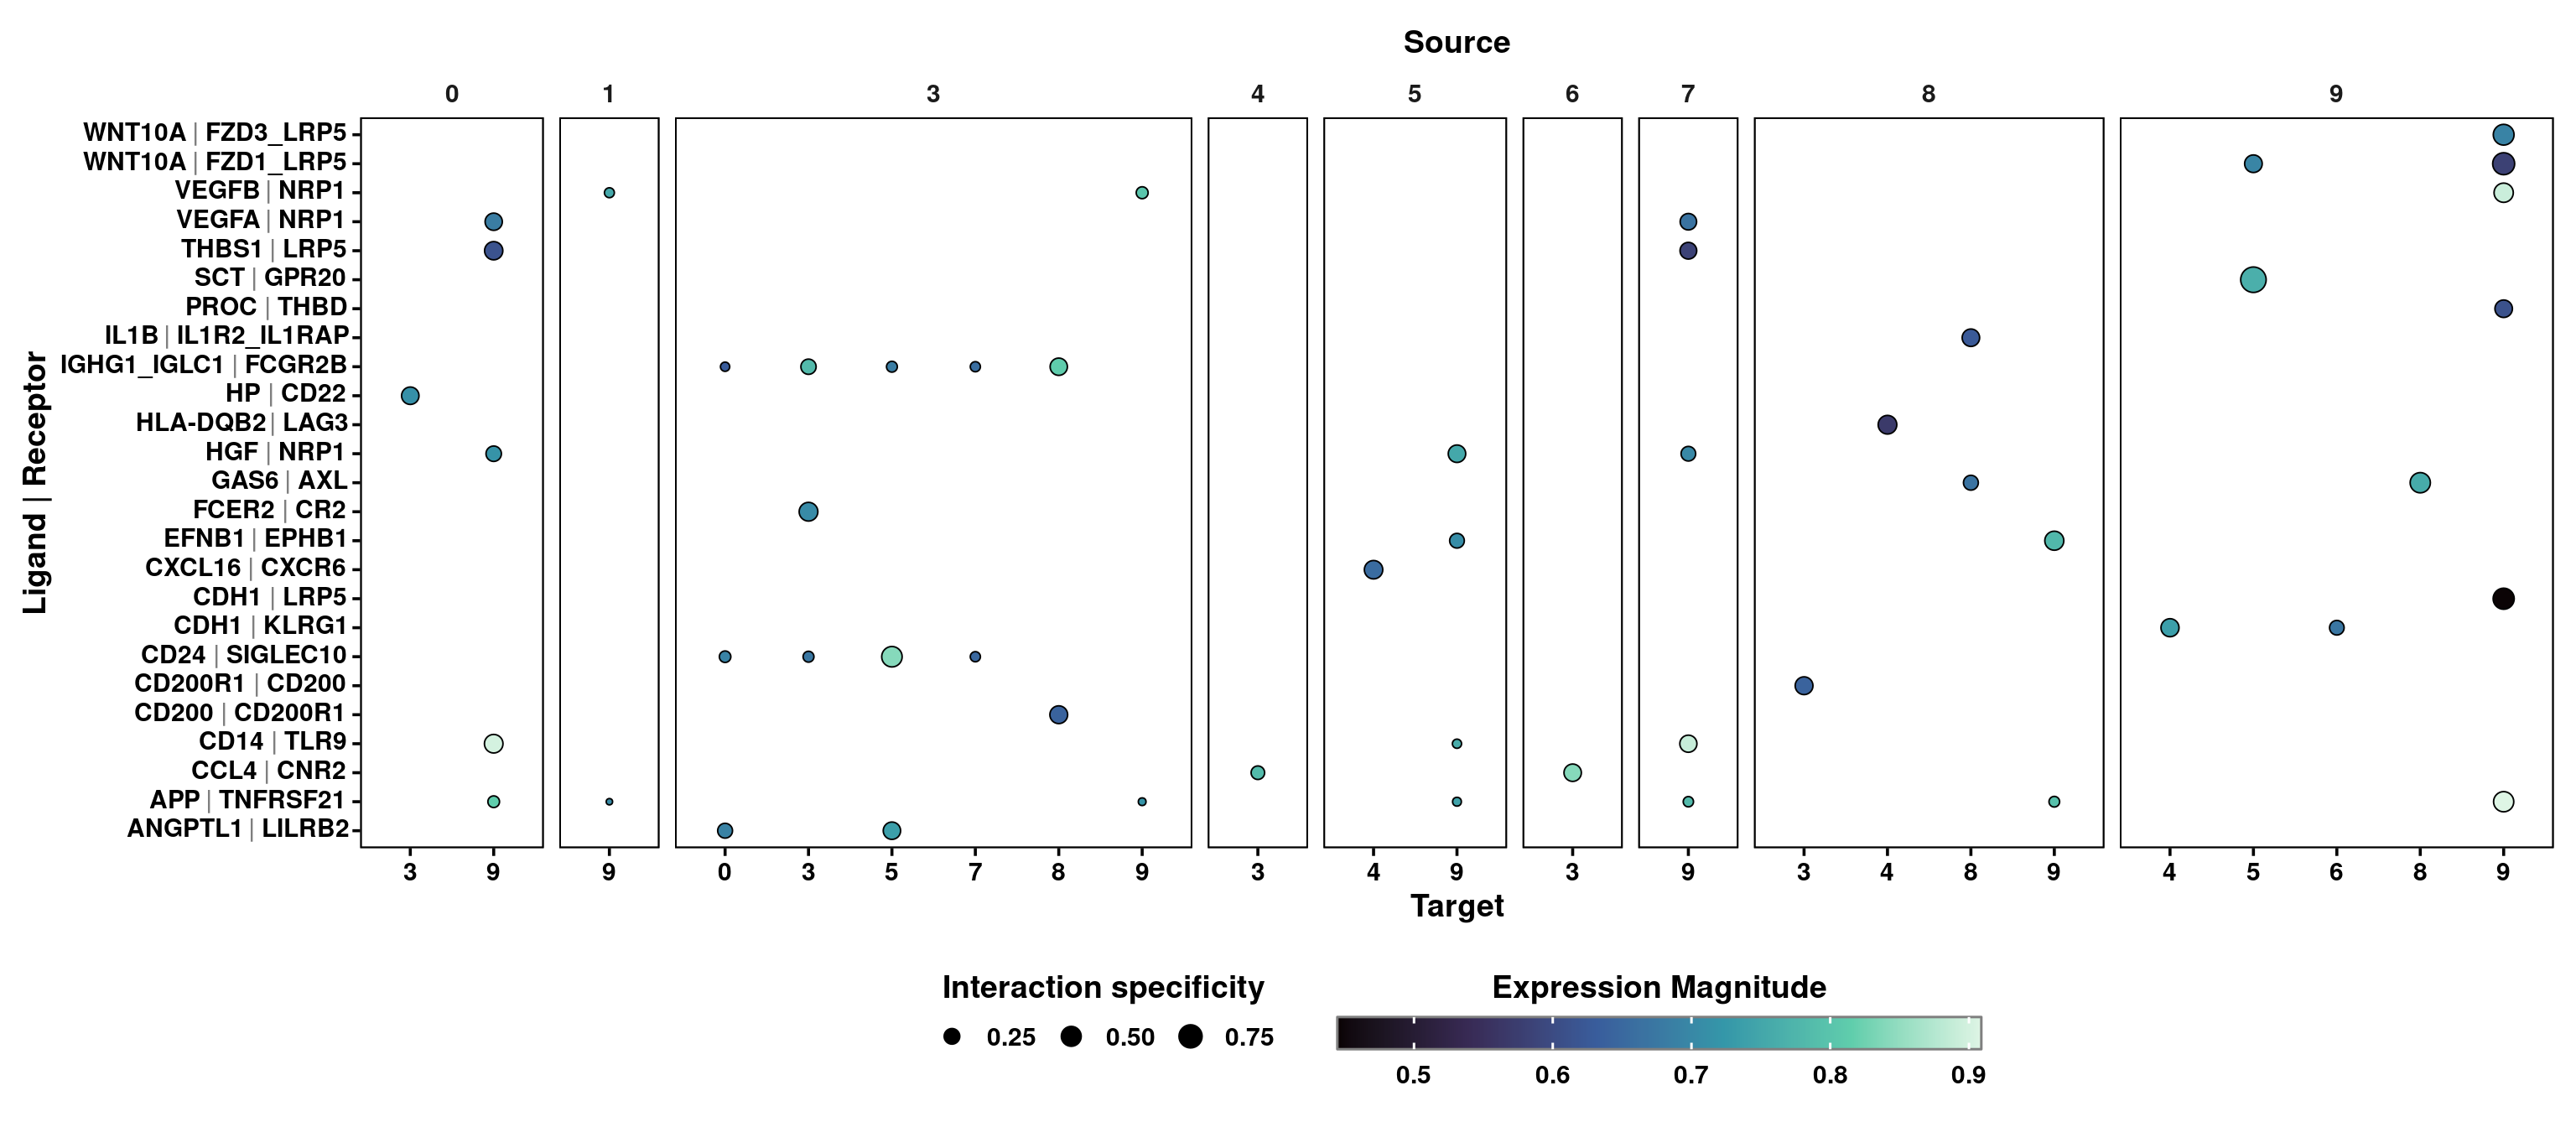 Source
0 1 3 4 5 6 7 8 9
WNT10A | FZD3_LRP5
WNT10A | FZD1_LRP5
VEGFB | NRP1
VEGFA | NRP1
THBS1 | LRP5
SCT | GPR20
PROC | THBD
IL1B | IL1R2_IL1RAP
IGHG1_IGLC1 | FCGR2B
HP | CD22
HLA-DQB2 | LAG3
HGF | NRP1
GAS6 | AXL
FCER2 | CR2
EFNB1 | EPHB1
CXCL16 | CXCR6
CDH1 | LRP5
CDH1 | KLRG1
CD24 | SIGLEC10
CD200R1 | CD200
CD200 | CD200R1
CD14 | TLR9
CCL4 | CNR2
APP | TNFRSF21
ANGPTL1 | LILRB2
Ligand | Receptor
3 9 9 0 3 5 7 8 9 3 4 9 3 9 3 4 8 9 4 5 6 8 9
Target
Interaction specificity
0.25 0.50 0.75
Expression Magnitude
0.5 0.6 0.7 0.8 0.9